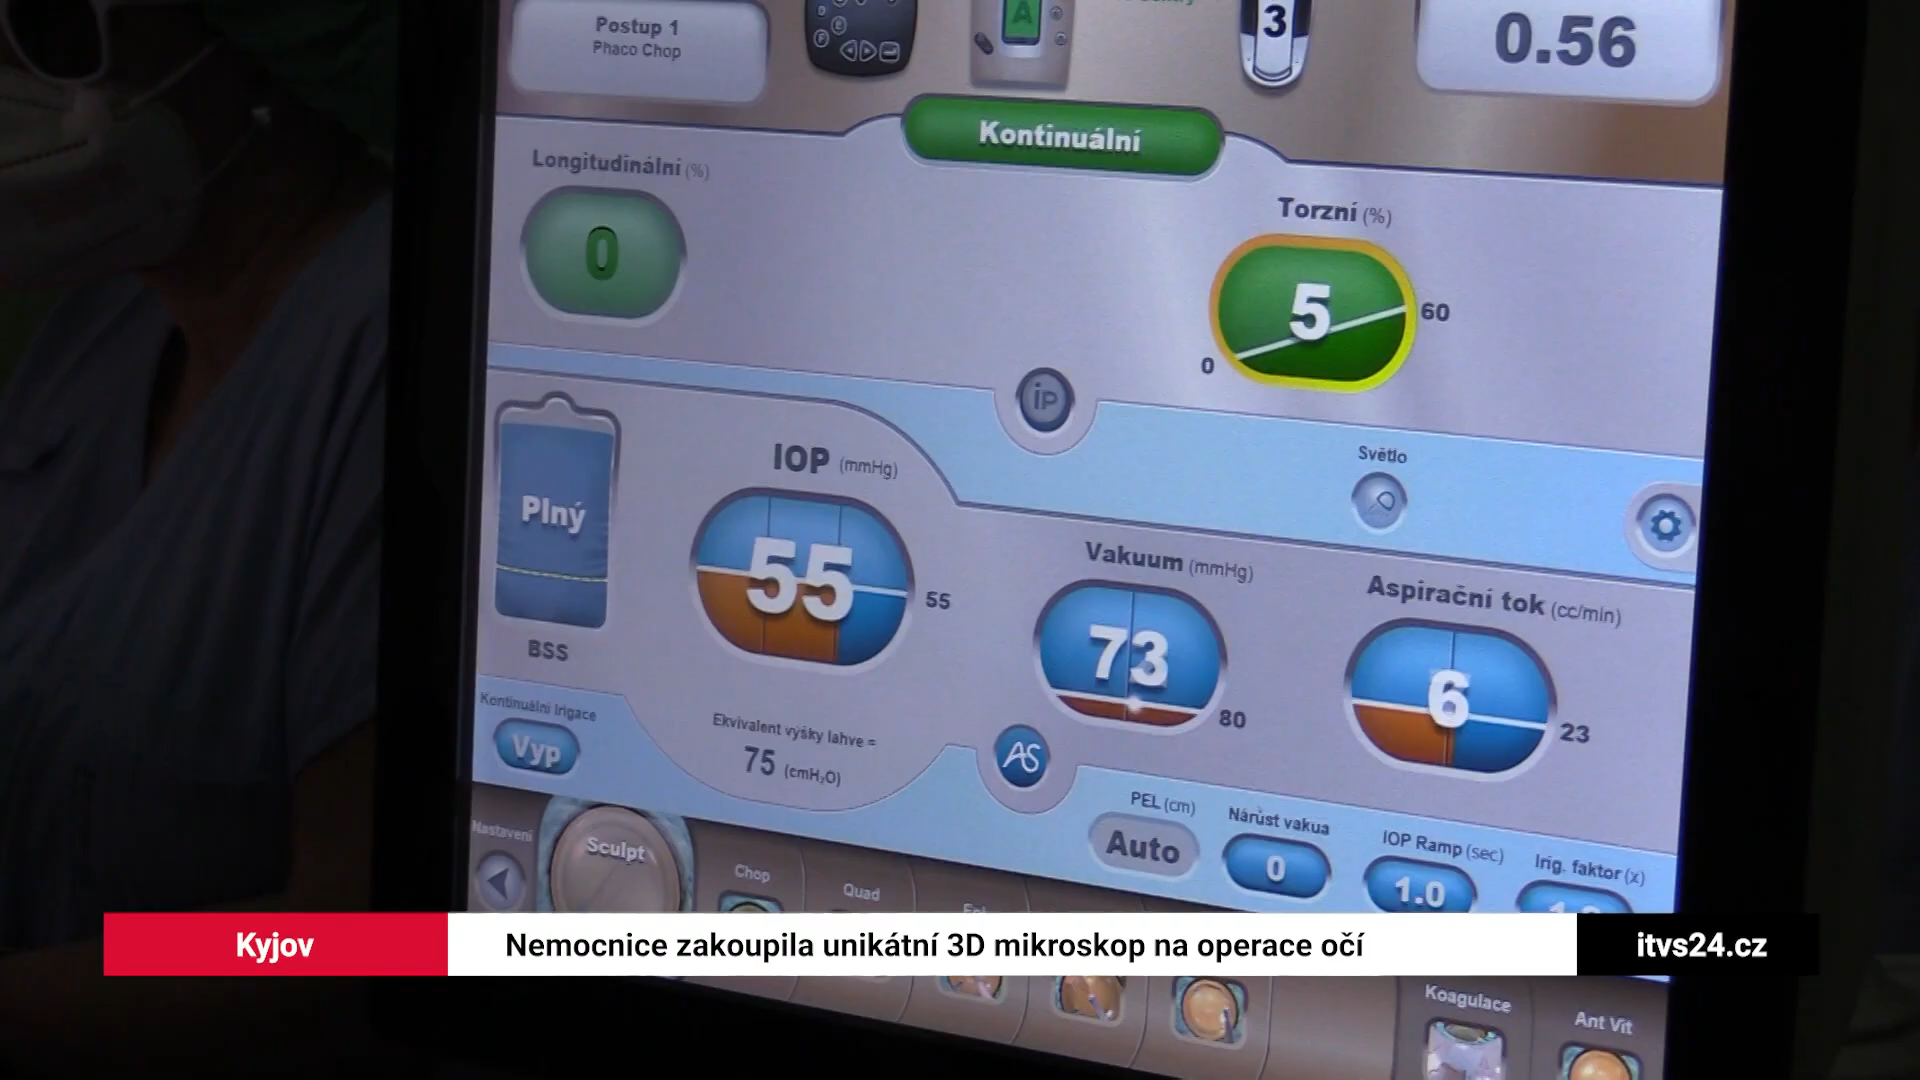 Postup 1
Phaco Chop
A
3
0.56
Kontinuální
Longitudinální (%)
0
Torzní (%)
5
60
0
iP
Světlo
Plný
BSS
IOP (mmHg)
55
55
Vakuum (mmHg)
73
80
Aspirační tok (cc/min)
6
23
Kontinuální Irigace
Vyp
Ekvivalent výšky lahve =
75 (cmH₂O)
AS
PEL (cm)
Auto
Nárůst vakua
0
IOP Ramp (sec)
1.0
Irig. faktor (x)
Nastavení
Sculpt
Chop
Quad
Kyjov
Nemocnice zakoupila unikátní 3D mikroskop na operace očí
itvs24.cz
Koagulace
Ant Vit